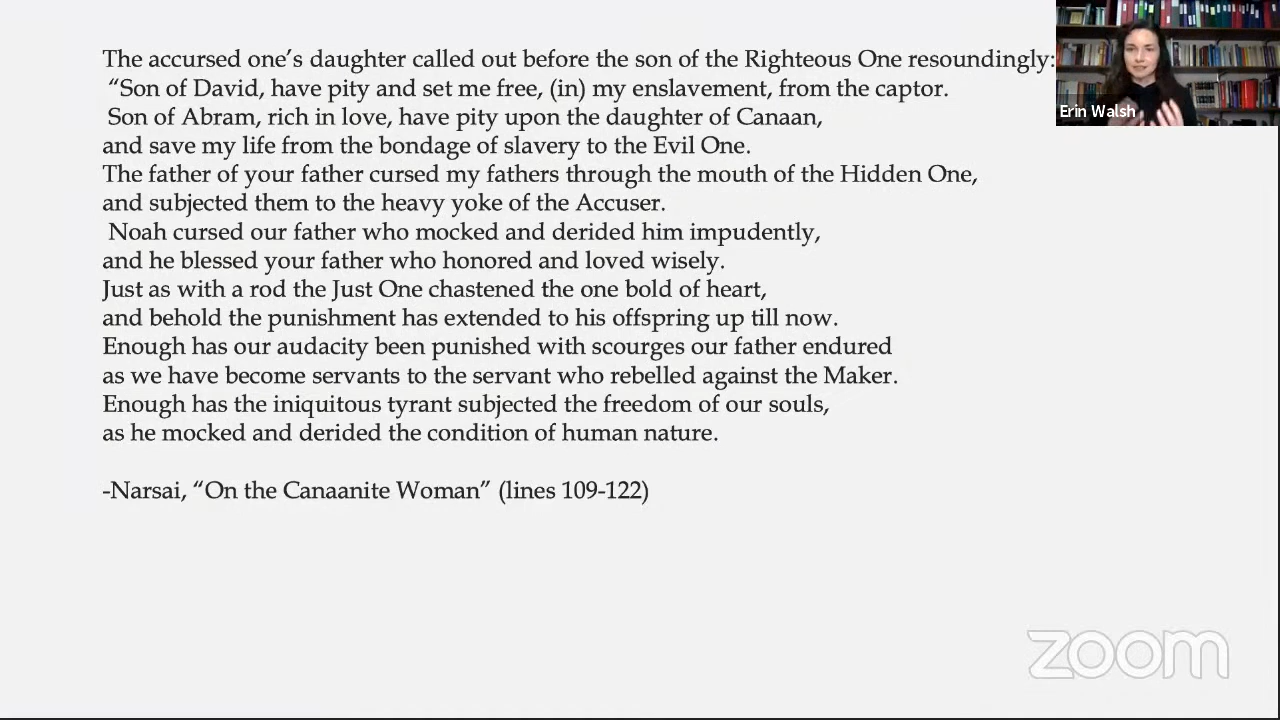 The accursed one’s daughter called out before the son of the Righteous One resoundingly:
“Son of David, have pity and set me free, (in) my enslavement, from the captor.
Son of Abram, rich in love, have pity upon the daughter of Canaan,
and save my life from the bondage of slavery to the Evil One.
The father of your father cursed my fathers through the mouth of the Hidden One,
and subjected them to the heavy yoke of the Accuser.
Noah cursed our father who mocked and derided him impudently,
and he blessed your father who honored and loved wisely.
Just as with a rod the Just One chastened the one bold of heart,
and behold the punishment has extended to his offspring up till now.
Enough has our audacity been punished with scourges our father endured
as we have become servants to the servant who rebelled against the Maker.
Enough has the iniquitous tyrant subjected the freedom of our souls,
as he mocked and derided the condition of human nature.
-Narsai, “On the Canaanite Woman” (lines 109-122)
Erin Walsh
zoom